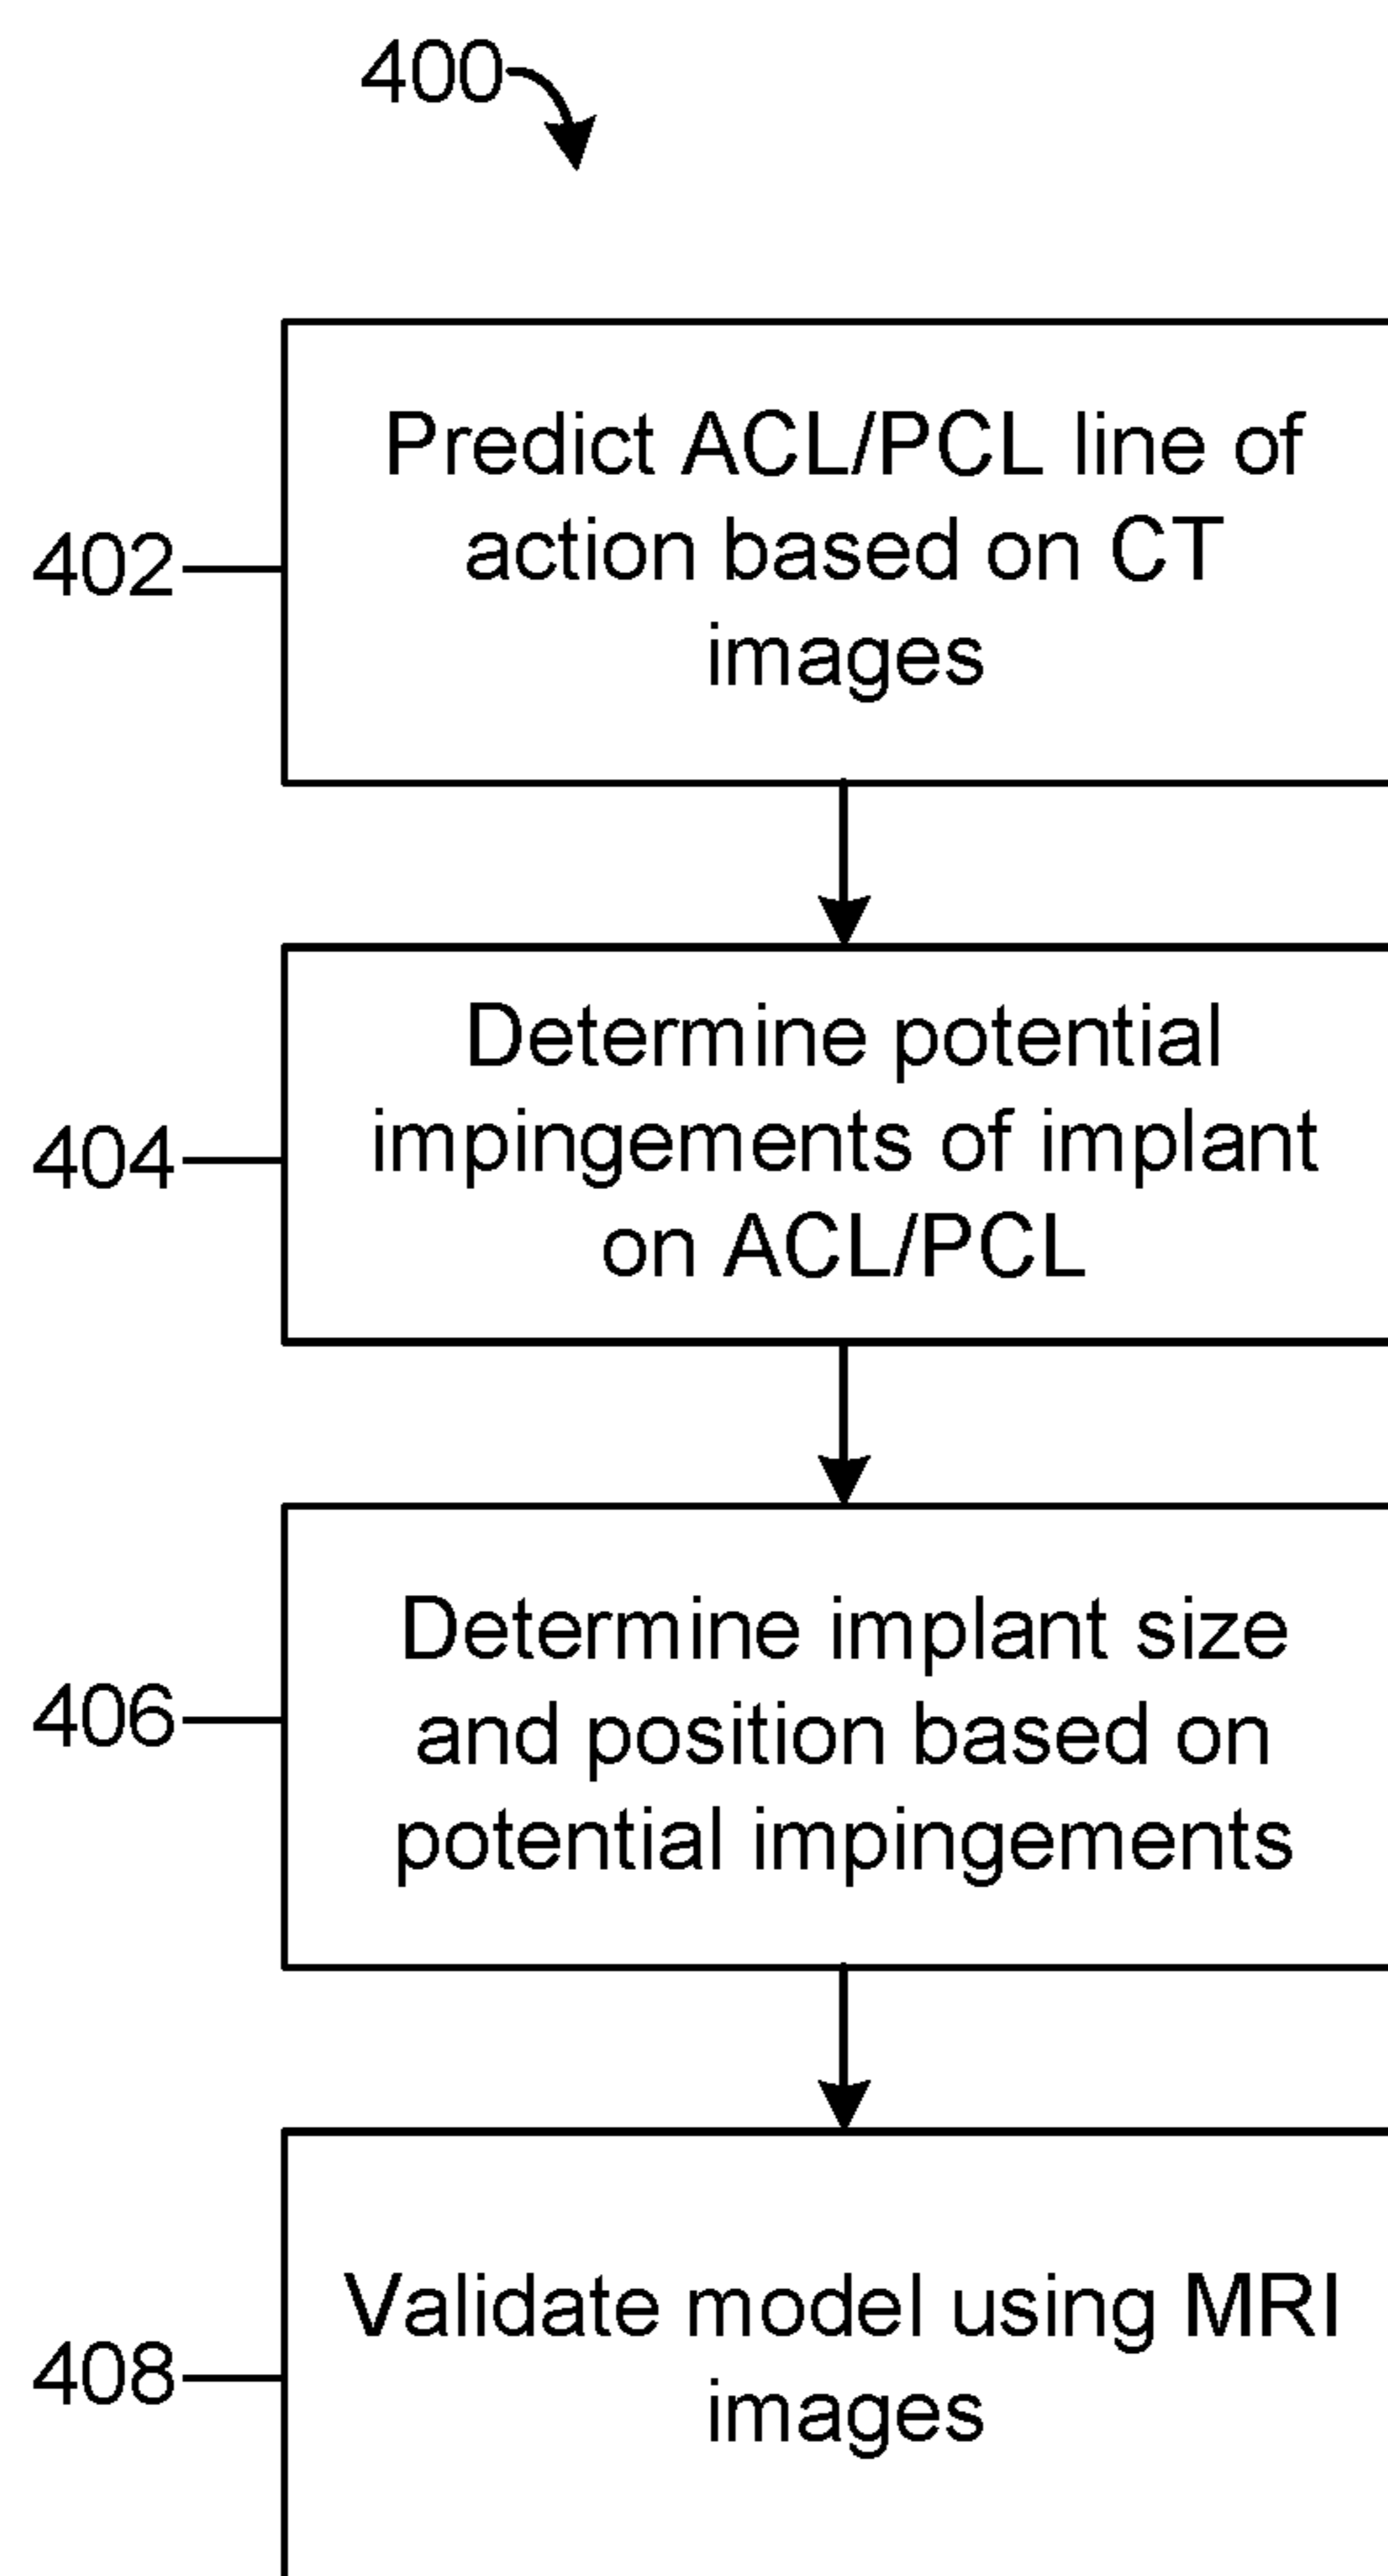 400
Predict ACL/PCL line of
action based on CT
images
402
Determine potential
impingements of implant
on ACL/PCL
404
Determine implant size
and position based on
potential impingements
406
Validate model using MRI
images
408